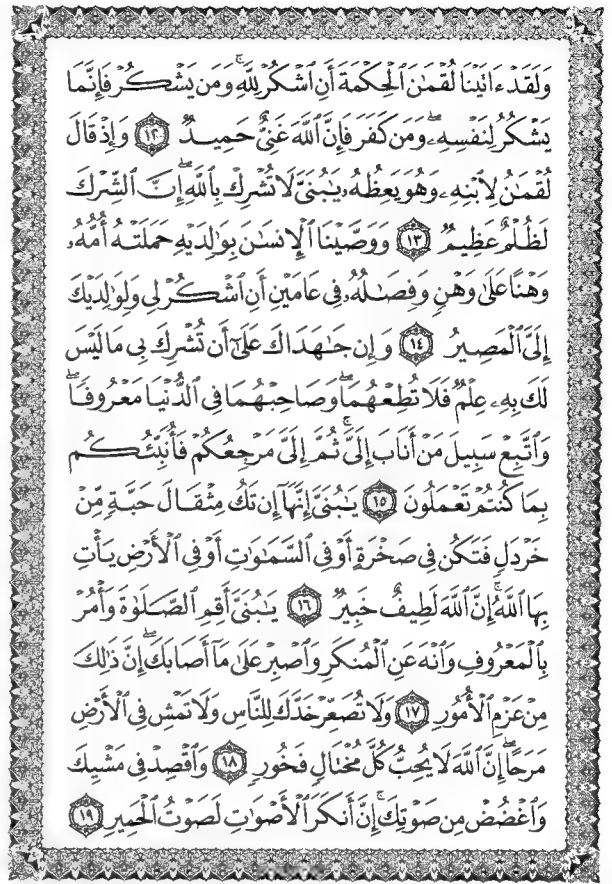 وَلَقَدْ ءَاتَيْنَا لُقْمَٰنَ ٱلْحِكْمَةَ أَنِ ٱشْكُرْ لِلَّهِ ۚ وَمَن يَشْكُرْ فَإِنَّمَا
يَشْكُرُ لِنَفْسِهِۦ ۖ وَمَن كَفَرَ فَإِنَّ ٱللَّهَ غَنِىٌّ حَمِيدٌ ١٢ وَإِذْ قَالَ
لُقْمَٰنُ لِٱبْنِهِۦ وَهُوَ يَعِظُهُۥ يَٰبُنَىَّ لَا تُشْرِكْ بِٱللَّهِ ۖ إِنَّ ٱلشِّرْكَ
لَظُلْمٌ عَظِيمٌ ١٣ وَوَصَّيْنَا ٱلْإِنسَٰنَ بِوَٰلِدَيْهِ حَمَلَتْهُ أُمُّهُۥ
وَهْنًا عَلَىٰ وَهْنٍ وَفِصَٰلُهُۥ فِى عَامَيْنِ أَنِ ٱشْكُرْ لِى وَلِوَٰلِدَيْكَ
إِلَىَّ ٱلْمَصِيرُ ١٤ وَإِن جَٰهَدَاكَ عَلَىٰٓ أَن تُشْرِكَ بِى مَا لَيْسَ
لَكَ بِهِۦ عِلْمٌ فَلَا تُطِعْهُمَا ۖ وَصَاحِبْهُمَا فِى ٱلدُّنْيَا مَعْرُوفًا ۖ
وَٱتَّبِعْ سَبِيلَ مَنْ أَنَابَ إِلَىَّ ۚ ثُمَّ إِلَىَّ مَرْجِعُكُمْ فَأُنَبِّئُكُم
بِمَا كُنتُمْ تَعْمَلُونَ ١٥ يَٰبُنَىَّ إِنَّهَآ إِن تَكُ مِثْقَالَ حَبَّةٍ مِّنْ
خَرْدَلٍ فَتَكُن فِى صَخْرَةٍ أَوْ فِى ٱلسَّمَٰوَٰتِ أَوْ فِى ٱلْأَرْضِ يَأْتِ
بِهَا ٱللَّهُ ۚ إِنَّ ٱللَّهَ لَطِيفٌ خَبِيرٌ ١٦ يَٰبُنَىَّ أَقِمِ ٱلصَّلَوٰةَ وَأْمُرْ
بِٱلْمَعْرُوفِ وَٱنْهَ عَنِ ٱلْمُنكَرِ وَٱصْبِرْ عَلَىٰ مَآ أَصَابَكَ ۖ إِنَّ ذَٰلِكَ
مِنْ عَزْمِ ٱلْأُمُورِ ١٧ وَلَا تُصَعِّرْ خَدَّكَ لِلنَّاسِ وَلَا تَمْشِ فِى ٱلْأَرْضِ
مَرَحًا ۖ إِنَّ ٱللَّهَ لَا يُحِبُّ كُلَّ مُخْتَالٍ فَخُورٍ ١٨ وَٱقْصِدْ فِى مَشْيِكَ
وَٱغْضُضْ مِن صَوْتِكَ ۚ إِنَّ أَنكَرَ ٱلْأَصْوَٰتِ لَصَوْتُ ٱلْحَمِيرِ ١٩